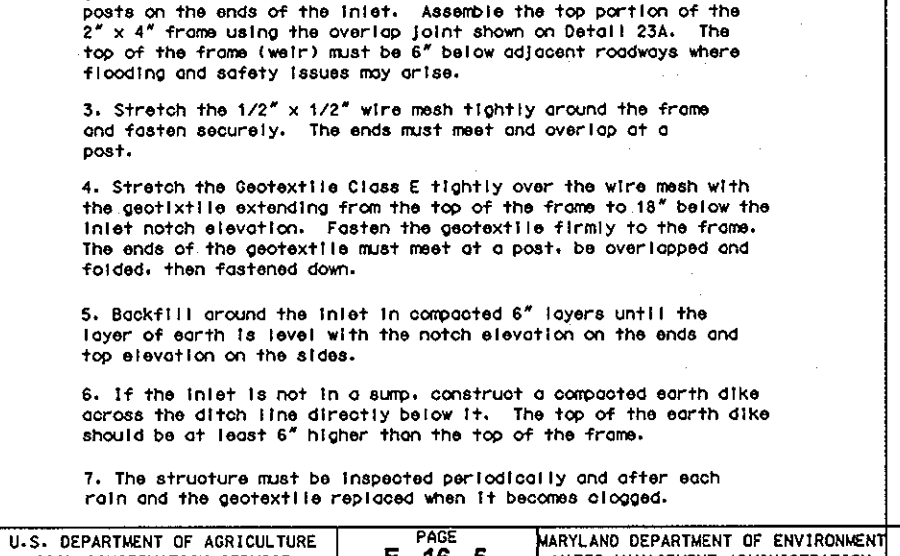 posts on the ends of the inlet. Assemble the top portion of the
2" x 4" frame using the overlap joint shown on Detail 23A. The
top of the frame (weir) must be 6" below adjacent roadways where
flooding and safety issues may arise.
3. Stretch the 1/2" x 1/2" wire mesh tightly around the frame
and fasten securely. The ends must meet and overlap at a
post.
4. Stretch the Geotextile Class E tightly over the wire mesh with
the geotixtile extending from the top of the frame to 18" below the
inlet notch elevation. Fasten the geotextile firmly to the frame.
The ends of the geotextile must meet at a post, be overlapped and
folded, then fastened down.
5. Backfill around the inlet in compacted 6" layers until the
layer of earth is level with the notch elevation on the ends and
top elevation on the sides.
6. If the inlet is not in a sump, construct a compacted earth dike
across the ditch line directly below it. The top of the earth dike
should be at least 6" higher than the top of the frame.
7. The structure must be inspected periodically and after each
rain and the geotextile replaced when it becomes clogged.
U.S. DEPARTMENT OF AGRICULTURE
PAGE
MARYLAND DEPARTMENT OF ENVIRONMENT